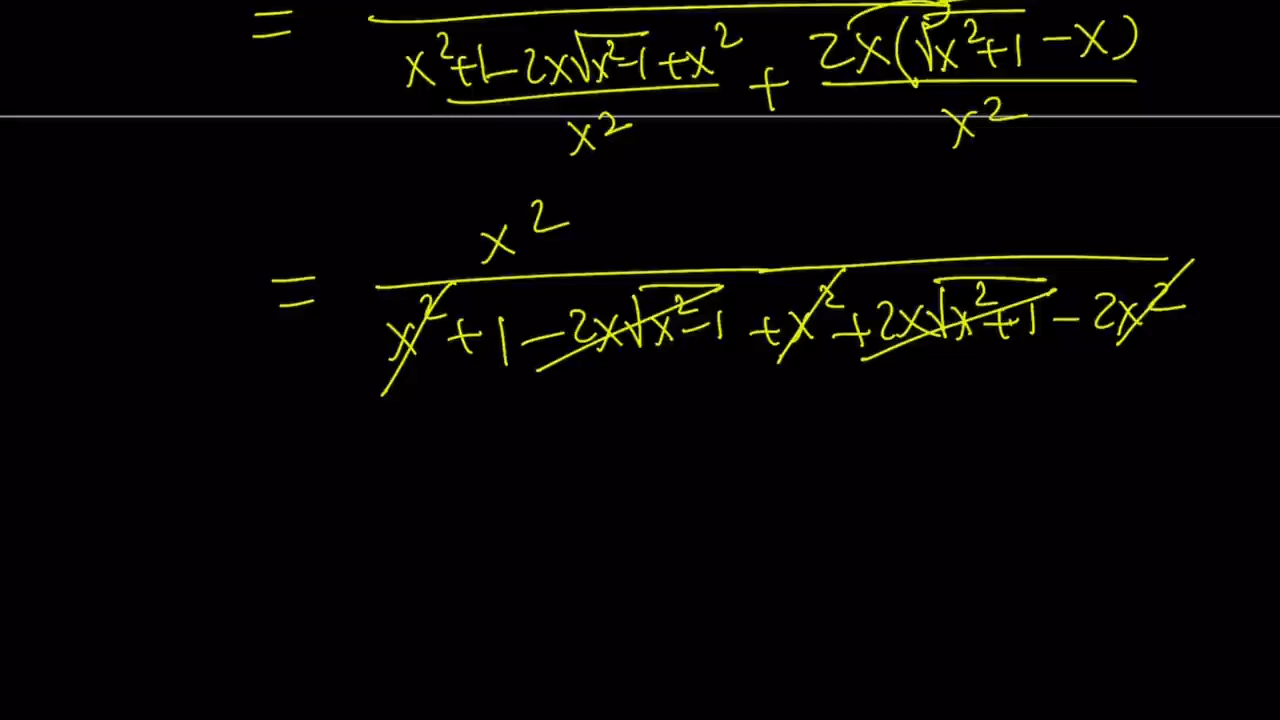 =
x²+1-2x√x²-1+x² + 2x(√x²+1-x)
x² x²
x²
= x²+1-2x√x²-1+x²+2x√x²+1-2x²